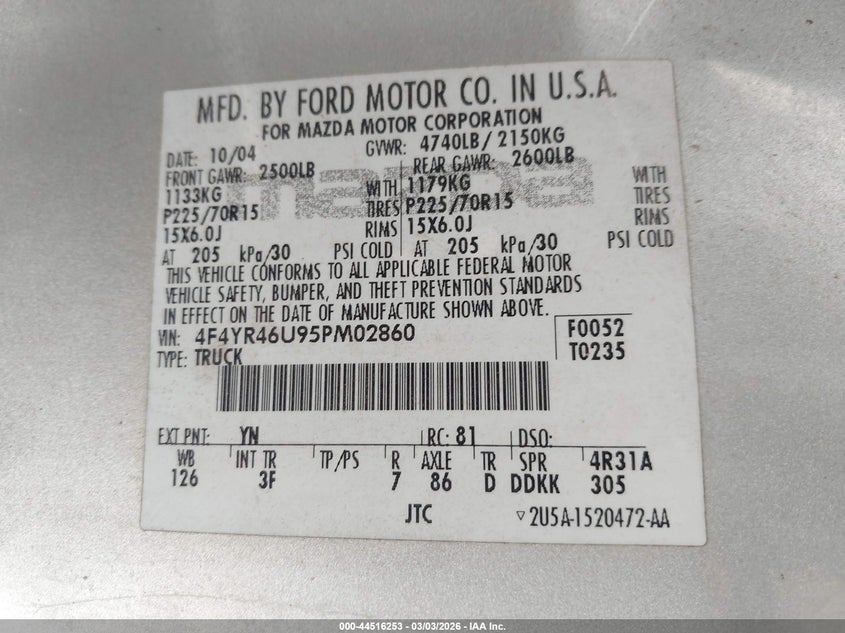 MFD. BY FORD MOTOR CO. IN U.S.A.
FOR MAZDA MOTOR CORPORATION
DATE: 10/04 GVWR: 4740LB/ 2150KG
FRONT GAWR: 2500LB REAR GAWR: 2600LB
1133KG WITH 1179KG WITH
P225/70R15 TIRES P225/70R15 TIRES
15X6.0J RIMS 15X6.0J RIMS
AT 205 kPa/30 PSI COLD AT 205 kPa/30 PSI COLD
THIS VEHICLE CONFORMS TO ALL APPLICABLE FEDERAL MOTOR
VEHICLE SAFETY, BUMPER, AND THEFT PREVENTION STANDARDS
IN EFFECT ON THE DATE OF MANUFACTURE SHOWN ABOVE.
VIN: 4F4YR46U95PM02860 F0052
TYPE: TRUCK T0235
EXT PNT: YN RC: 81 DSO:
WB INT TR TP/PS R AXLE TR SPR 4R31A
126 3F 7 86 D DDKK 305
JTC ▽2U5A-1520472-AA
000-44516253 - 03/03/2026 - IAA Inc.